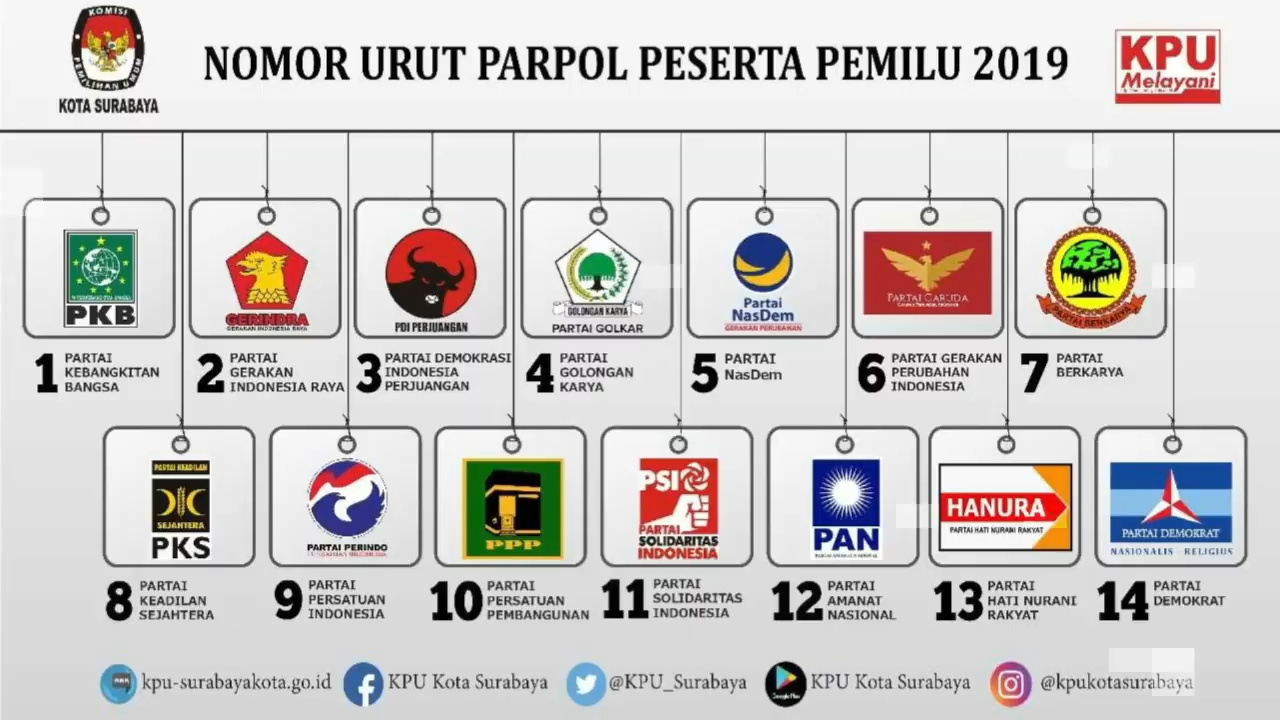 KOMISI
PEMILIHAN UMUM
KOTA SURABAYA
NOMOR URUT PARPOL PESERTA PEMILU 2019
KPU
Melayani
PKB
GERINDRA
GERAKAN INDONESIA RAYA
PDI PERJUANGAN
GOLONGAN KARYA
PARTAI GOLKAR
Partai
NasDem
GERAKAN PERUBAHAN
PARTAI GARUDA
PARTAI BERKARYA
1 PARTAI
KEBANGKITAN
BANGSA
2 PARTAI
GERAKAN
INDONESIA RAYA
3 PARTAI DEMOKRASI
INDONESIA
PERJUANGAN
4 PARTAI
GOLONGAN
KARYA
5 PARTAI
NasDem
6 PARTAI GERAKAN
PERUBAHAN
INDONESIA
7 PARTAI
BERKARYA
PARTAI KEADILAN
SEJAHTERA
PKS
PARTAI PERINDO
PPP
PSI
PARTAI
SOLIDARITAS
INDONESIA
PAN
HANURA
PARTAI HATI NURANI RAKYAT
PARTAI DEMOKRAT
NASIONALIS - RELIGIUS
8 PARTAI
KEADILAN
SEJAHTERA
9 PARTAI
PERSATUAN
INDONESIA
10 PARTAI
PERSATUAN
PEMBANGUNAN
11 PARTAI
SOLIDARITAS
INDONESIA
12 PARTAI
AMANAT
NASIONAL
13 PARTAI
HATI NURANI
RAKYAT
14 PARTAI
DEMOKRAT
kpu-surabayakota.go.id
KPU Kota Surabaya
@KPU_Surabaya
Google Play
KPU Kota Surabaya
@kpukotasurabaya